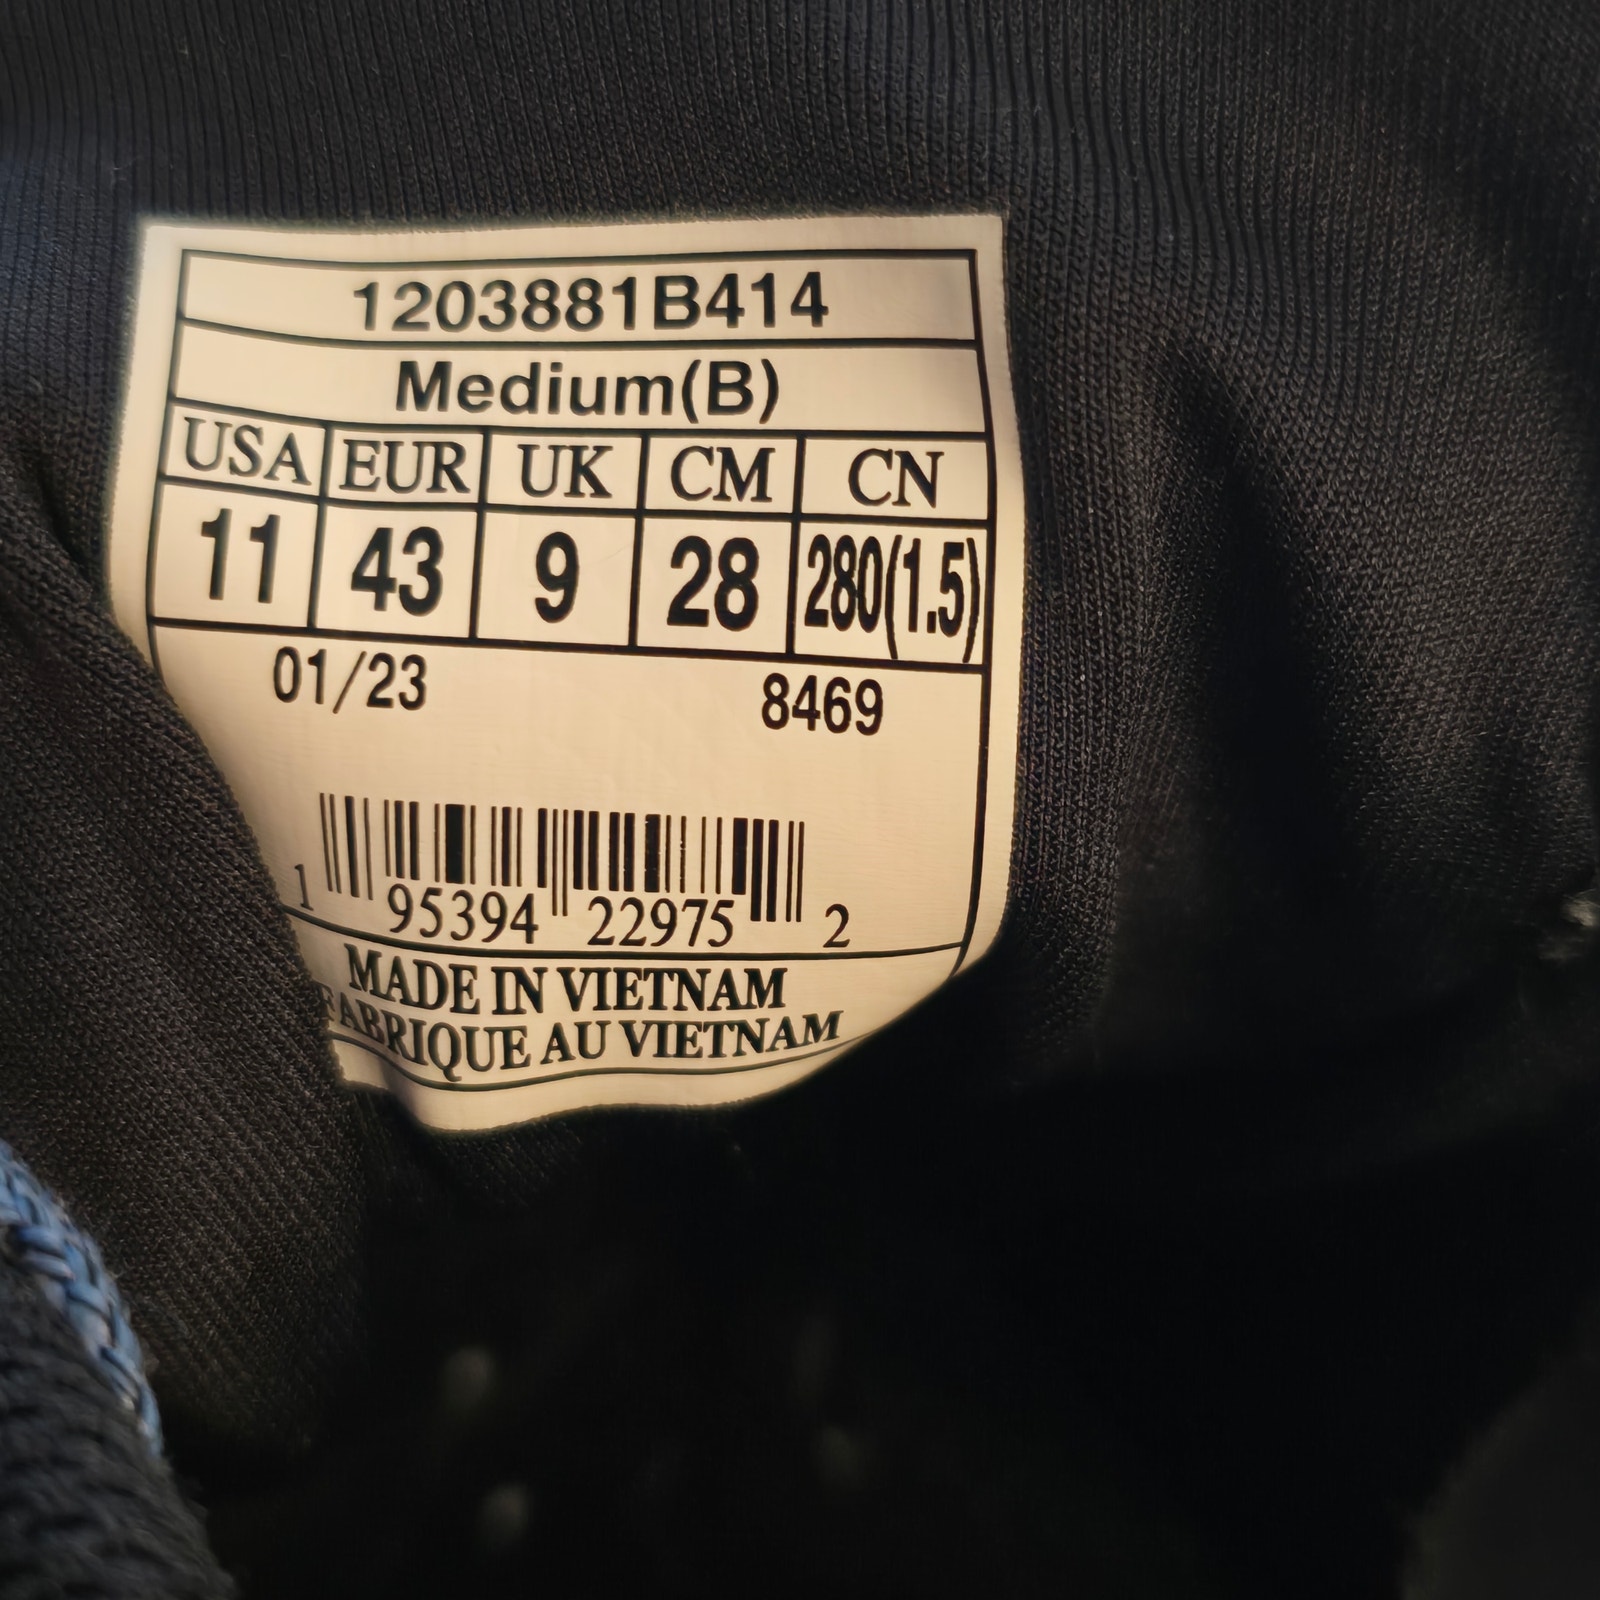 1203881B414
Medium(B)
USA EUR UK CM CN
11 43 9 28 280(1.5)
01/23 8469
1 95394 22975 2
MADE IN VIETNAM
FABRIQUE AU VIETNAM